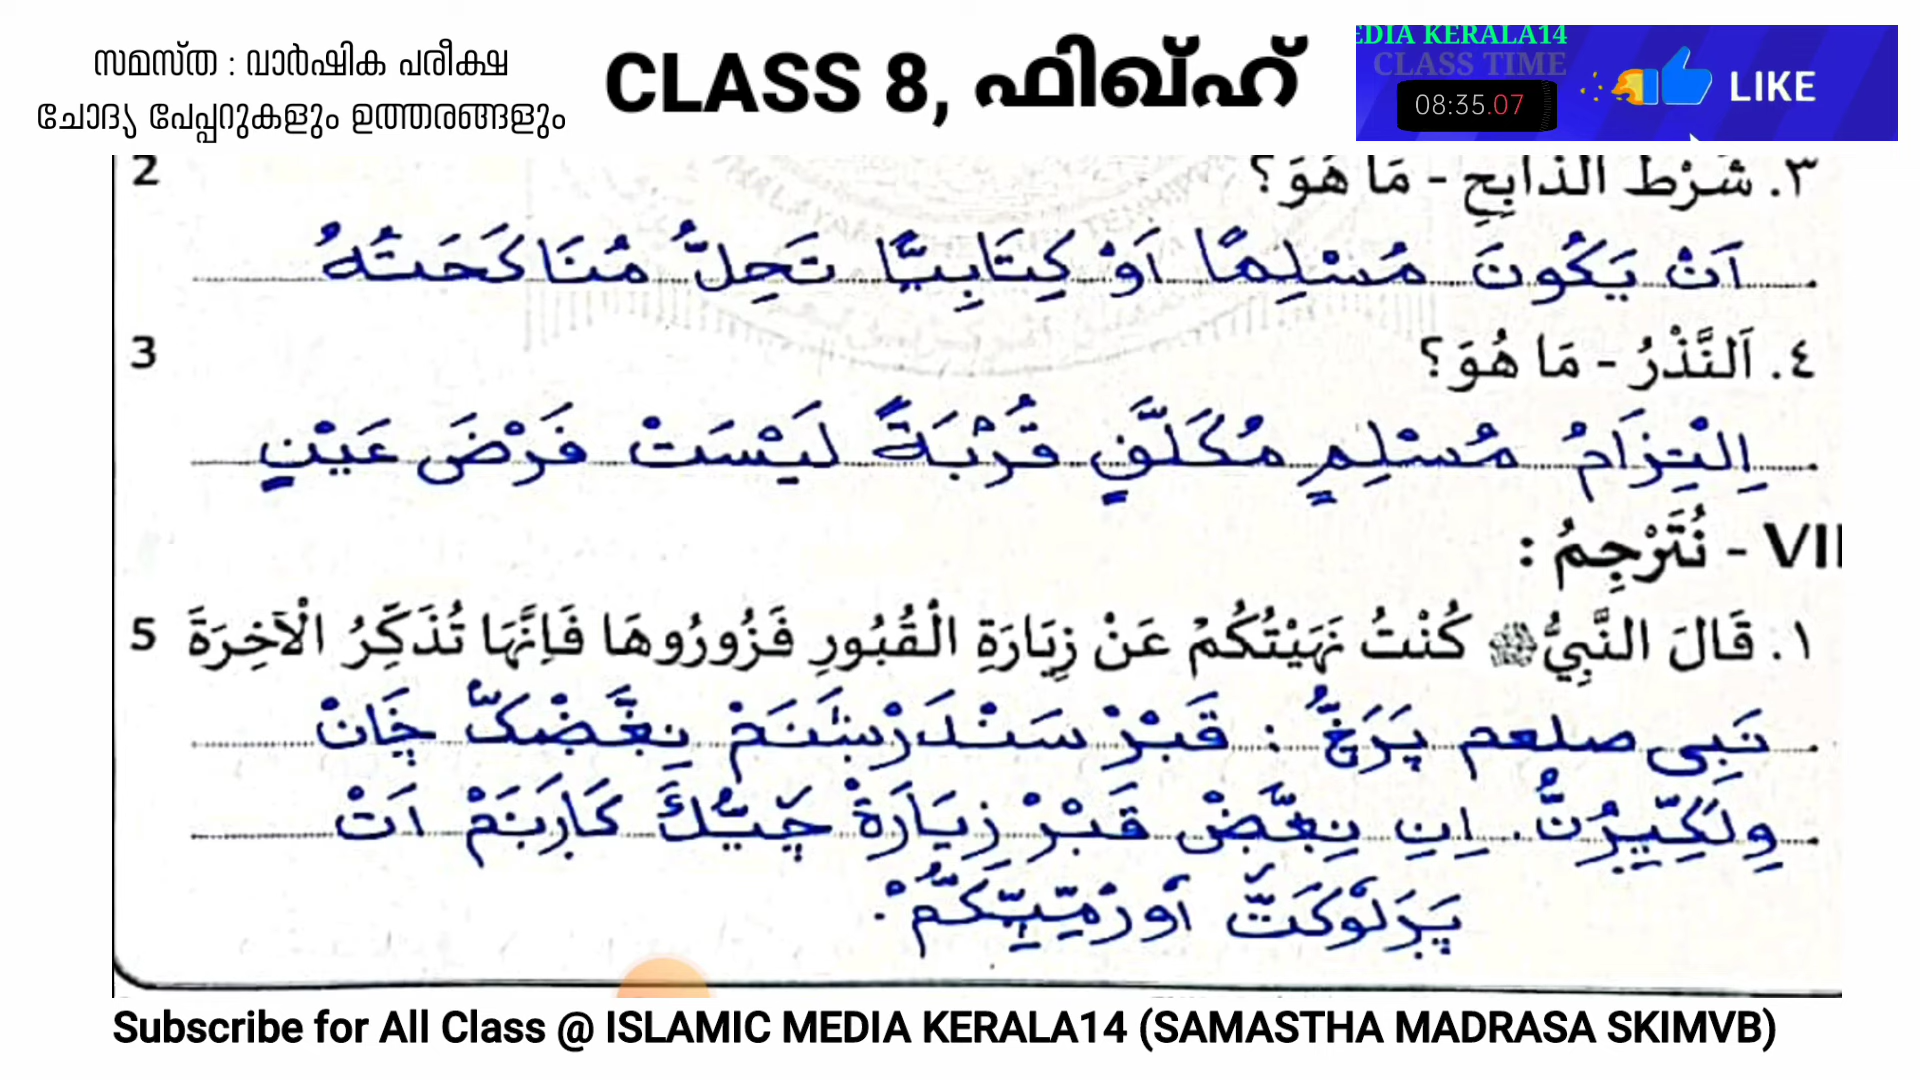 സമസ്ത : വാർഷിക പരീക്ഷ
ചോദ്യ പേപ്പറുകളും ഉത്തരങ്ങളും
CLASS 8, ഫിഖ്ഹ്
EDIA KERALA14
CLASS TIME
08:35.07
LIKE
٣. شَرْطُ الذَّابِحِ - مَا هُوَ؟ 2
اَنْ يَكُونَ مُسْلِمًا اَوْ كِتَابِيًّا تَحِلُّ مُنَاكَحَتُهُ
٤. اَلنَّذْرُ - مَا هُوَ؟ 3
اِلْتِزَامُ مُسْلِمٍ مُكَلَّفٍ قُرْبَةً لَيْسَتْ فَرْضَ عَيْنٍ
VII - نُتَرْجِمُ :
١. قَالَ النَّبِيُّ ﷺ كُنْتُ نَهَيْتُكُمْ عَنْ زِيَارَةِ الْقُبُورِ فَزُورُوهَا فَاِنَّهَا تُذَكِّرُ الْآخِرَةَ 5
نَبِي صلعم
قَبْرْ
قَبْرْ زِيَارَةْ
Subscribe for All Class @ ISLAMIC MEDIA KERALA14 (SAMASTHA MADRASA SKIMVB)